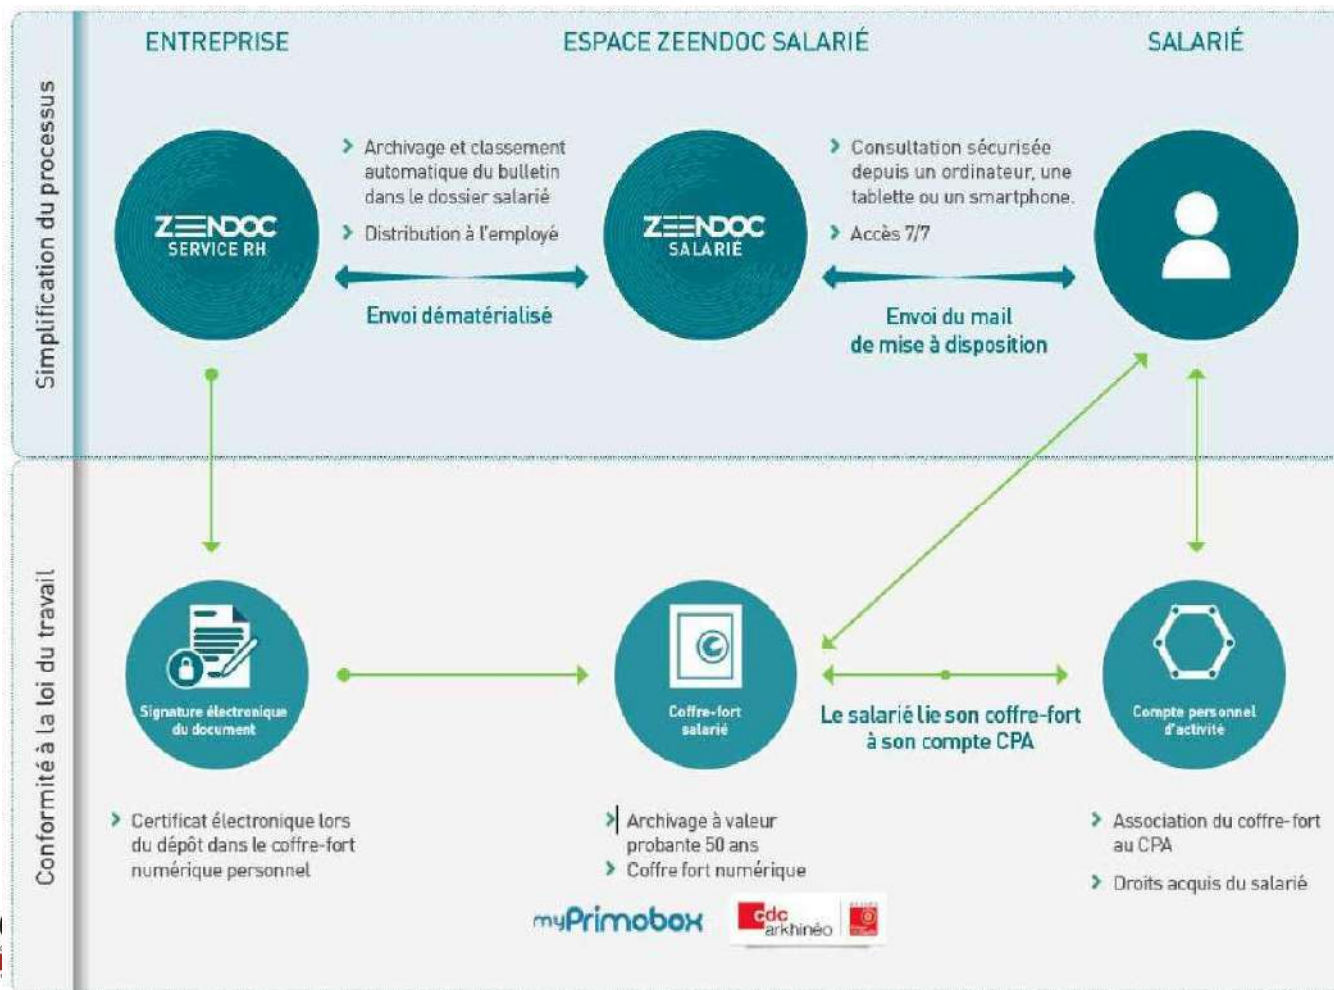 ENTREPRISE
ESPACE ZEENDOC SALARIÉ
SALARIÉ
Simplification du processus
ZEENDOC
SERVICE RH
Archivage et classement
automatique du bulletin
dans le dossier salarié
Distribution à l'employé
Envoi dématérialisé
ZEENDOC
SALARIÉ
Consultation sécurisée
depuis un ordinateur, une
tablette ou un smartphone.
Accès 7/7
Envoi du mail
de mise à disposition
Conformité à la loi du travail
Signature électronique
du document
Certificat électronique lors
du dépôt dans le coffre-fort
numérique personnel
Coffre-fort
salarié
Archivage à valeur
probante 50 ans
Coffre fort numérique
myPrimobox
cdc
arkhinéo
Le salarié lie son coffre-fort
à son compte CPA
Compte personnel
d'activité
Association du coffre-fort
au CPA
Droits acquis du salarié